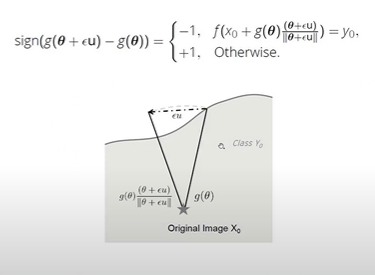 sign(g(θ + ϵu) − g(θ)) = { −1, f(x₀ + g(θ) (θ+ϵu)/||θ+ϵu||) = y₀,
+1, Otherwise.
ϵu
Class Y₀
g(θ) (θ + ϵu)/||θ + ϵu|| g(θ)
Original Image X₀